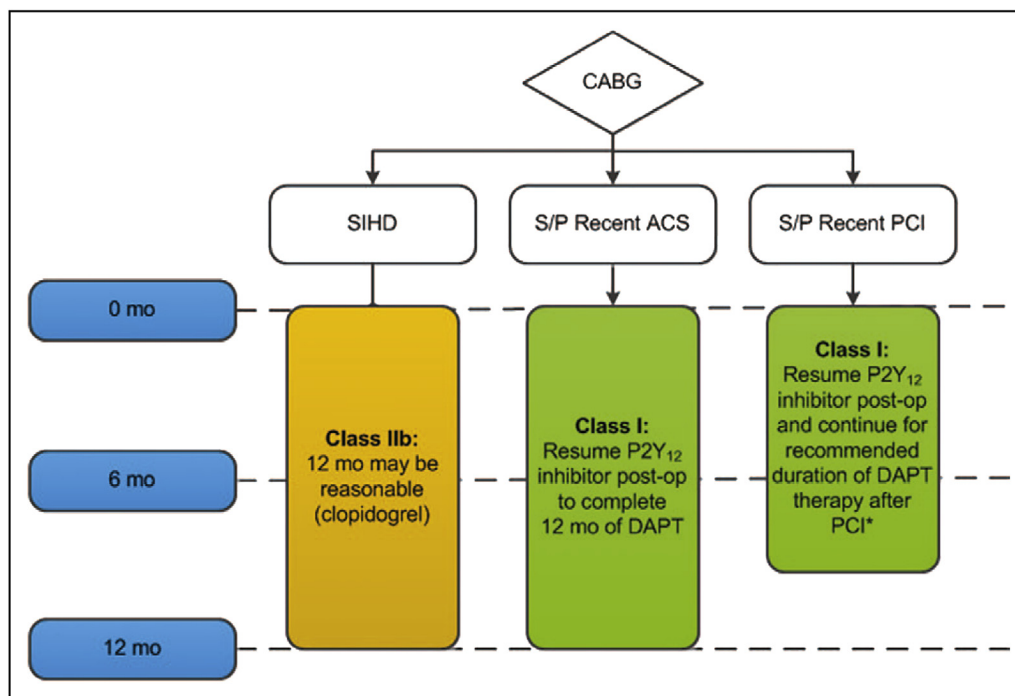 CABG
SIHD
S/P Recent ACS
S/P Recent PCI
0 mo
6 mo
12 mo
Class IIb:
12 mo may be
reasonable
(clopidogrel)
Class I:
Resume P2Y₁₂
inhibitor post-op
to complete
12 mo of DAPT
Class I:
Resume P2Y₁₂
inhibitor post-op
and continue for
recommended
duration of DAPT
therapy after
PCI*